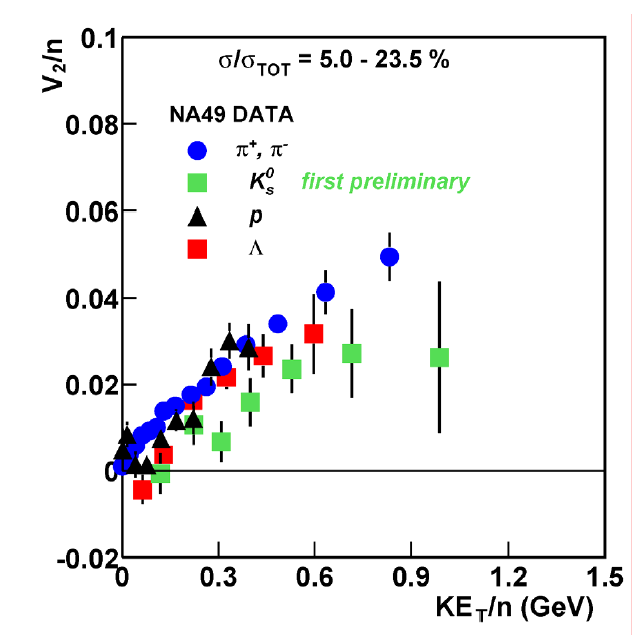 0.1
V₂/n
σ/σTOT = 5.0 - 23.5 %
0.08
NA49 DATA
π⁺, π⁻
K⁰s first preliminary
0.06
p
Λ
0.04
0.02
0
-0.02
0 0.3 0.6 0.9 1.2 1.5
KET/n (GeV)